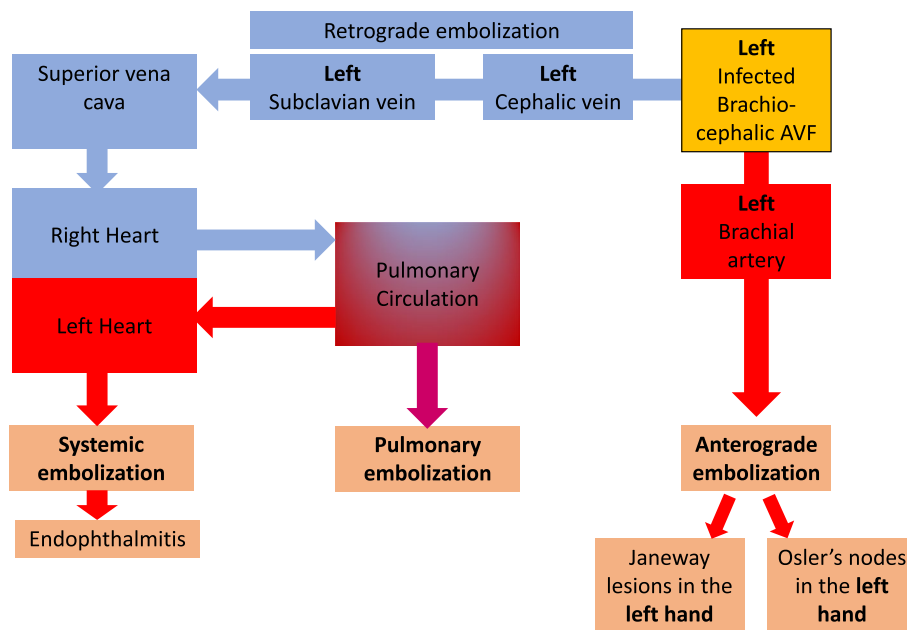 Retrograde embolization
Superior vena
cava
Left
Subclavian vein
Left
Cephalic vein
Left
Infected
Brachio-
cephalic AVF
Left
Brachial
artery
Right Heart
Left Heart
Pulmonary
Circulation
Systemic
embolization
Pulmonary
embolization
Anterograde
embolization
Endophthalmitis
Janeway
lesions in the
left hand
Osler’s nodes
in the left
hand